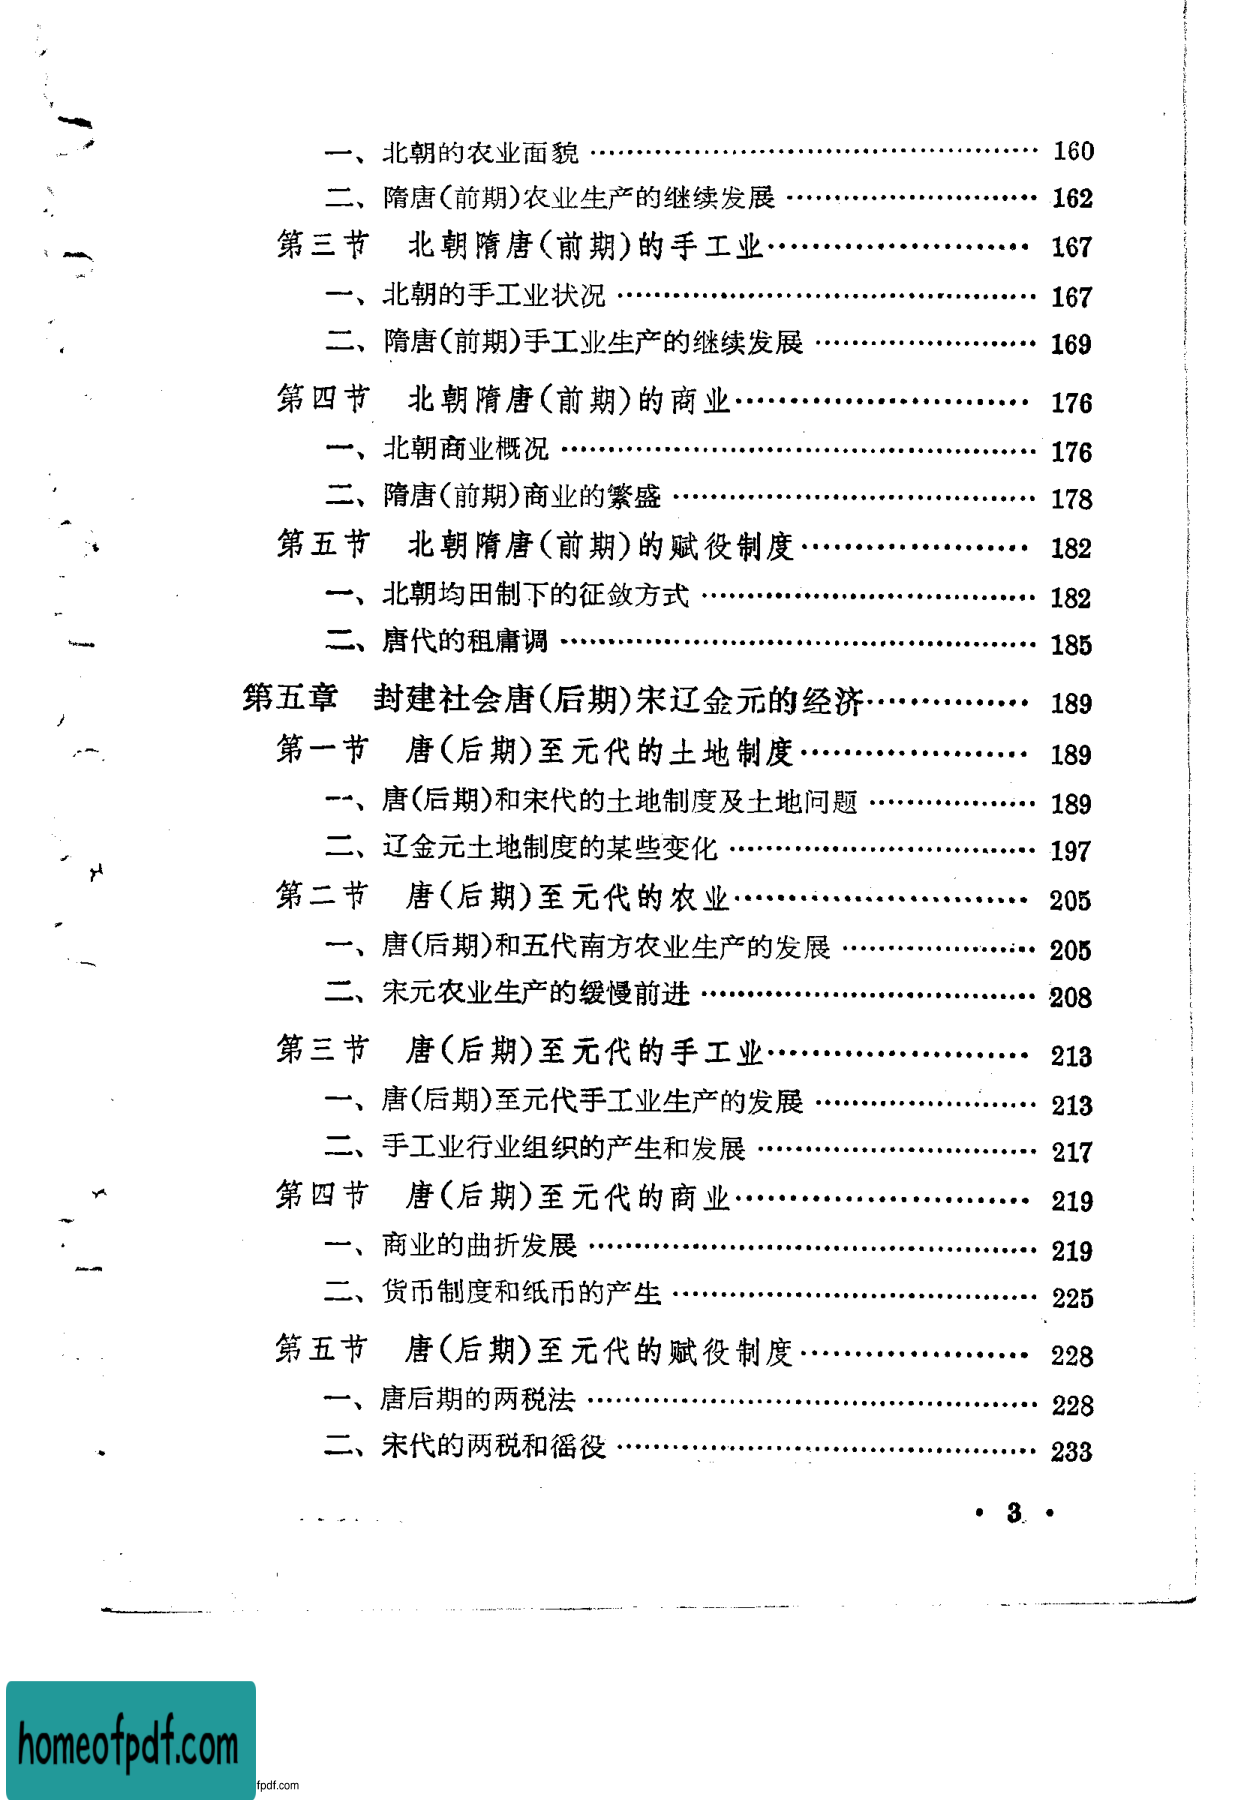 一、北朝的农业面貌 …… 160
二、隋唐(前期)农业生产的继续发展 …… 162
第三节 北朝隋唐(前期)的手工业 …… 167
一、北朝的手工业状况 …… 167
二、隋唐(前期)手工业生产的继续发展 …… 169
第四节 北朝隋唐(前期)的商业 …… 176
一、北朝商业概况 …… 176
二、隋唐(前期)商业的繁盛 …… 178
第五节 北朝隋唐(前期)的赋役制度 …… 182
一、北朝均田制下的征敛方式 …… 182
二、唐代的租庸调 …… 185
第五章 封建社会唐(后期)宋辽金元的经济 …… 189
第一节 唐(后期)至元代的土地制度 …… 189
一、唐(后期)和宋代的土地制度及土地问题 …… 189
二、辽金元土地制度的某些变化 …… 197
第二节 唐(后期)至元代的农业 …… 205
一、唐(后期)和五代南方农业生产的发展 …… 205
二、宋元农业生产的缓慢前进 …… 208
第三节 唐(后期)至元代的手工业 …… 213
一、唐(后期)至元代手工业生产的发展 …… 213
二、手工业行业组织的产生和发展 …… 217
第四节 唐(后期)至元代的商业 …… 219
一、商业的曲折发展 …… 219
二、货币制度和纸币的产生 …… 225
第五节 唐(后期)至元代的赋役制度 …… 228
一、唐后期的两税法 …… 228
二、宋代的两税和徭役 …… 233
• 3 •
homeofpdf.com
fpdf.com